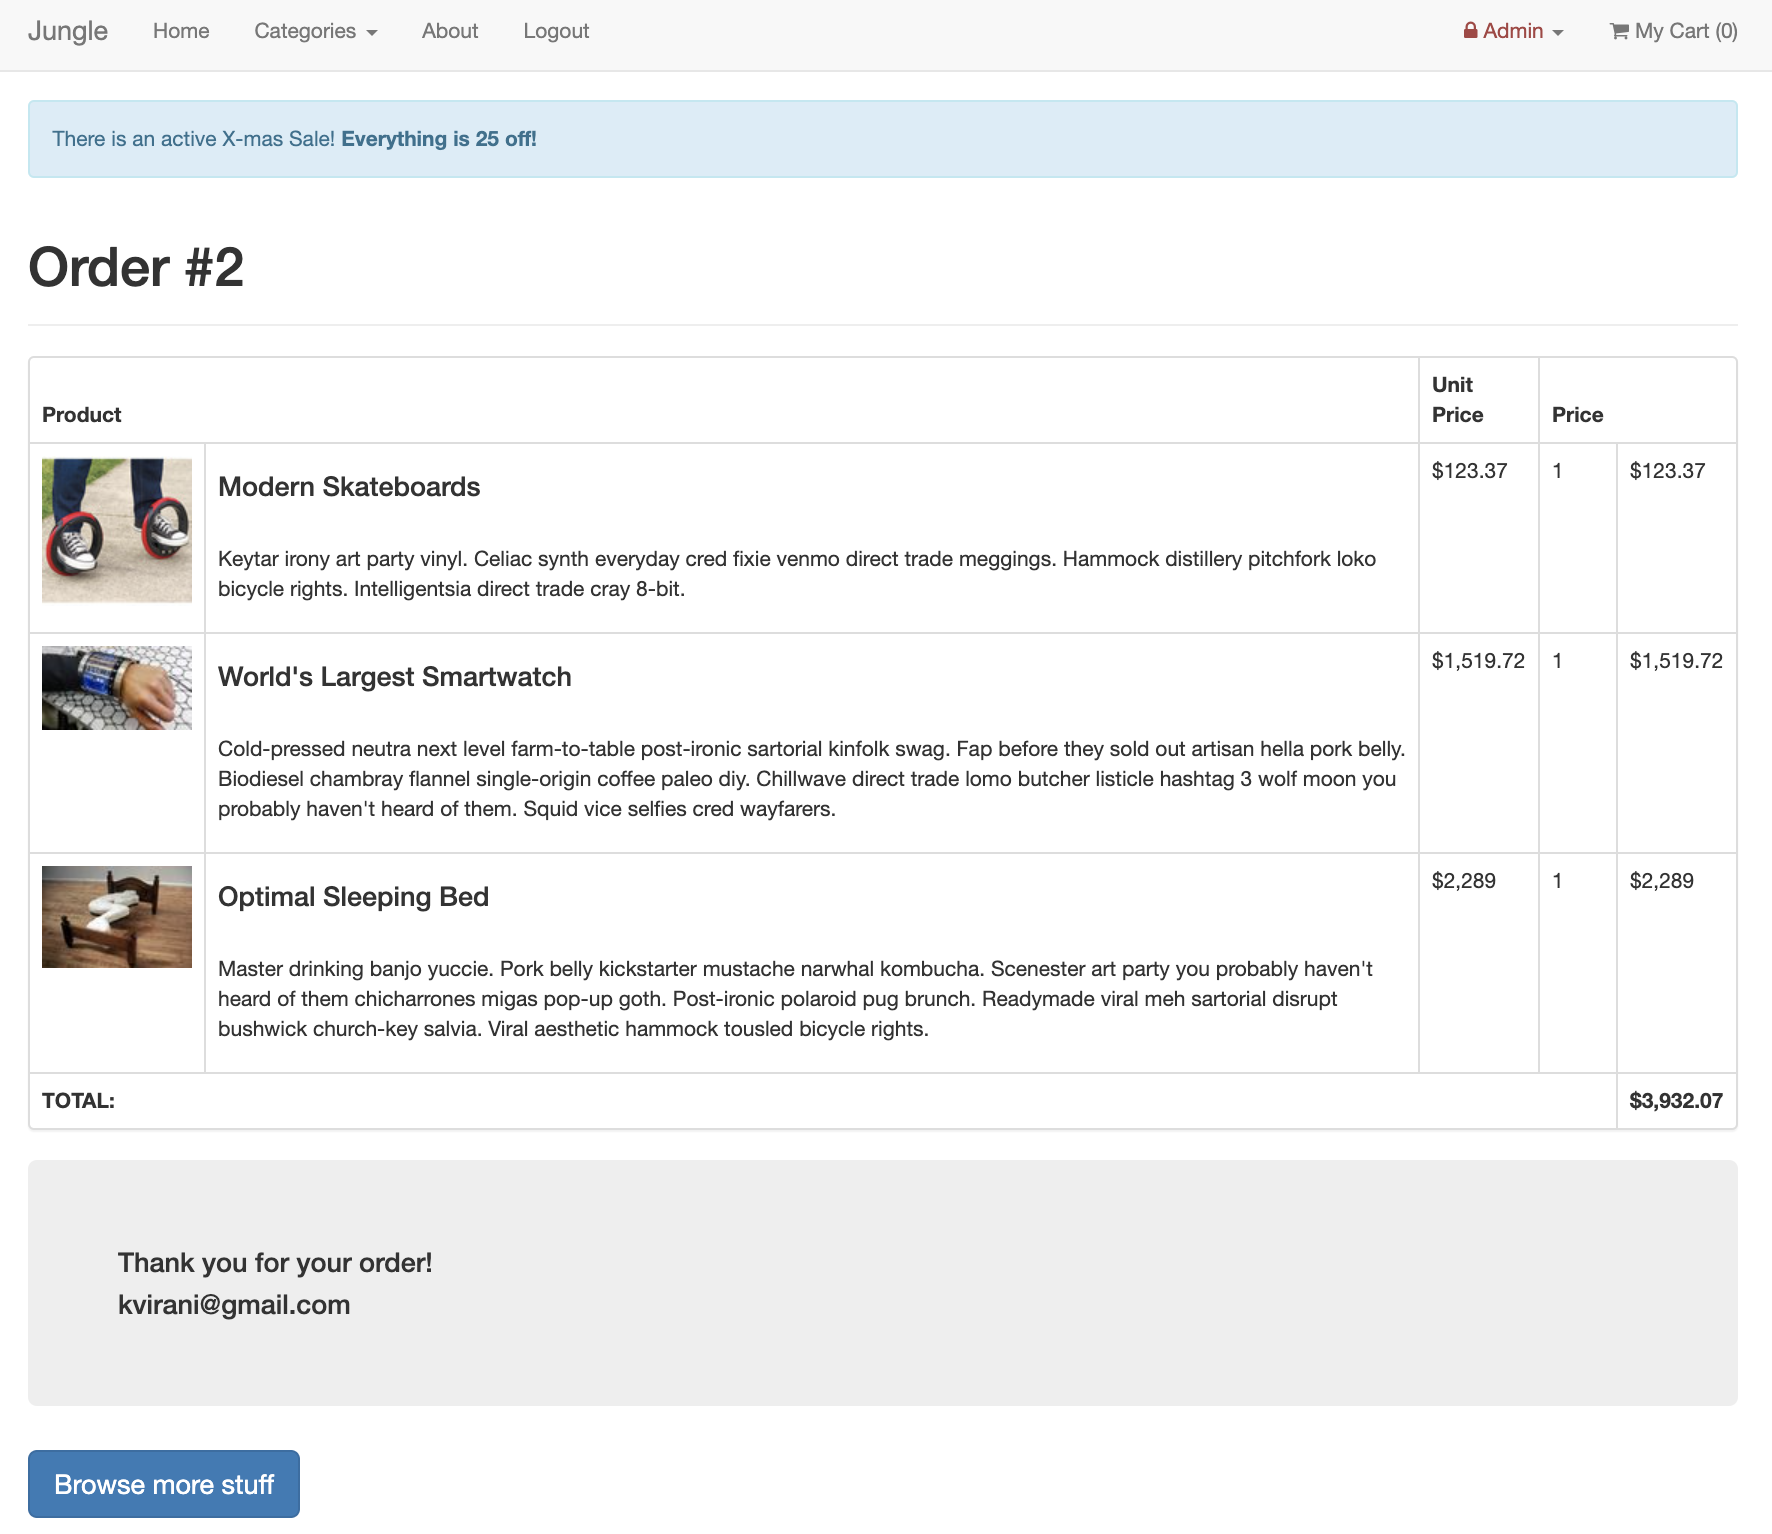 Jungle Home Categories About Logout Admin My Cart (0)
There is an active X-mas Sale! Everything is 25 off!
Order #2
Product Unit Price Price
Modern Skateboards $123.37 1 $123.37
Keytar irony art party vinyl. Celiac synth everyday cred fixie venmo direct trade meggings. Hammock distillery pitchfork loko
bicycle rights. Intelligentsia direct trade cray 8-bit.
World's Largest Smartwatch $1,519.72 1 $1,519.72
Cold-pressed neutra next level farm-to-table post-ironic sartorial kinfolk swag. Fap before they sold out artisan hella pork belly.
Biodiesel chambray flannel single-origin coffee paleo diy. Chillwave direct trade lomo butcher listicle hashtag 3 wolf moon you
probably haven't heard of them. Squid vice selfies cred wayfarers.
Optimal Sleeping Bed $2,289 1 $2,289
Master drinking banjo yuccie. Pork belly kickstarter mustache narwhal kombucha. Scenester art party you probably haven't
heard of them chicharrones migas pop-up goth. Post-ironic polaroid pug brunch. Readymade viral meh sartorial disrupt
bushwick church-key salvia. Viral aesthetic hammock tousled bicycle rights.
TOTAL: $3,932.07
Thank you for your order!
kvirani@gmail.com
Browse more stuff